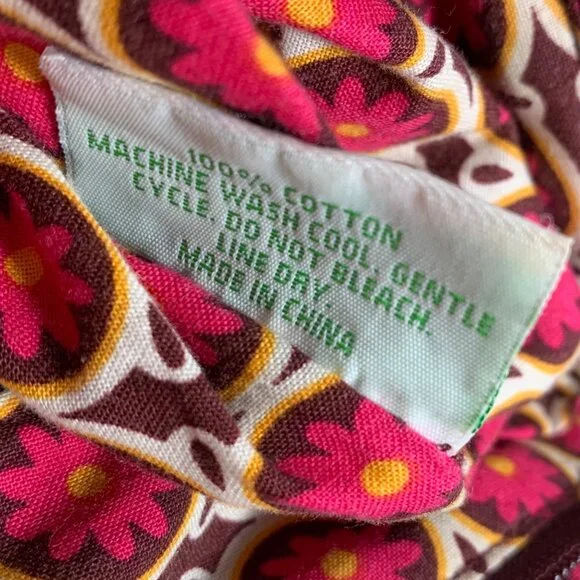 100% COTTON
MACHINE WASH COOL, GENTLE
CYCLE. DO NOT BLEACH.
LINE DRY.
MADE IN CHINA